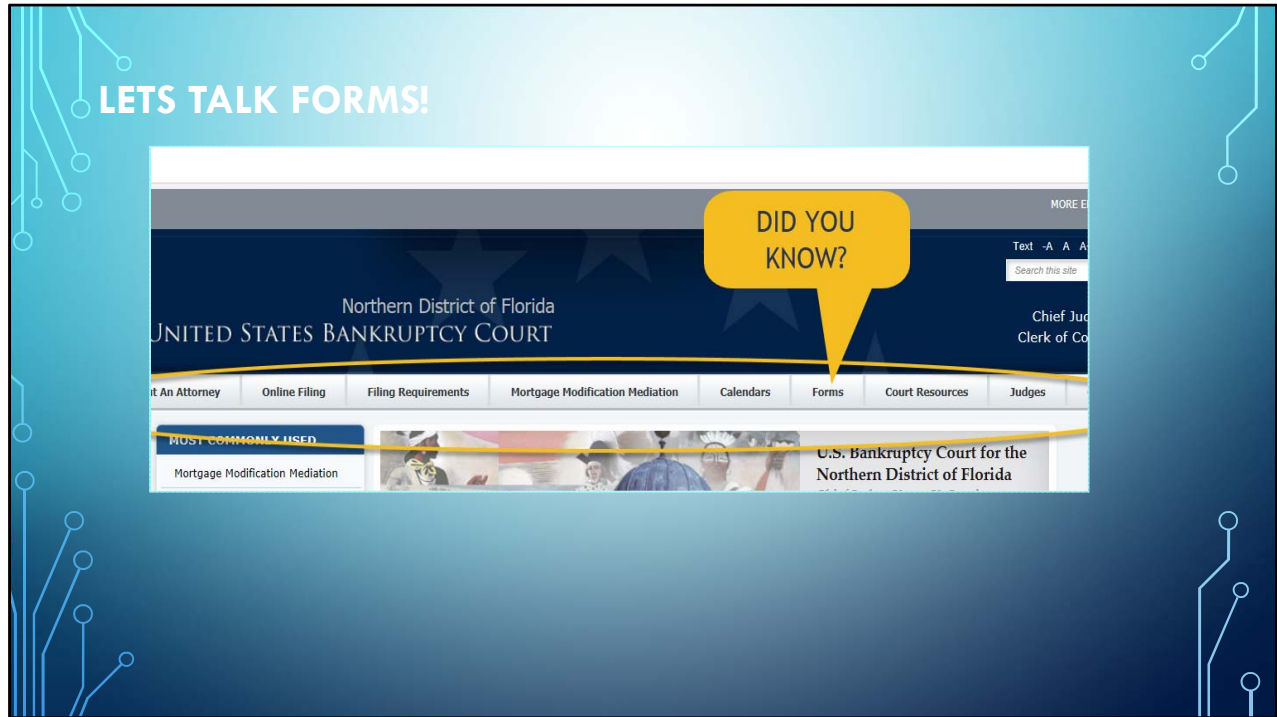 LETS TALK FORMS!
DID YOU
KNOW?
MORE
Text -A A
Search this site
Northern District of Florida
UNITED STATES BANKRUPTCY COURT
Chief
Clerk of
An Attorney Online Filing Filing Requirements Mortgage Modification Mediation Calendars Forms Court Resources Judges
MOST COMMONLY USED
Mortgage Modification Mediation
U.S. Bankruptcy Court for the
Northern District of Florida